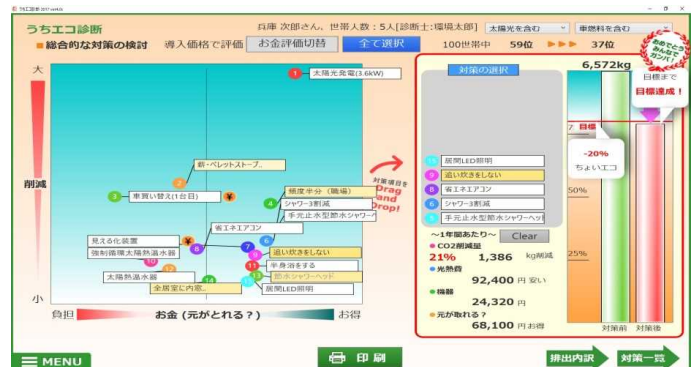 うちエコ診断
兵庫 次郎さん、世帯人数:5人[診断士:環境太郎]
太陽光を含む
車燃料を含む
■総合的な対策の検討
導入価格で評価
お金評価切替
全て選択
100世帯中 59位 ▶▶▶ 37位
おめでとう
みんなで
ガンバ!
大
削減
小
太陽光発電(3.6kW)
薪・ペレットストーブ..
車買い替え(1台目)
頻度半分(職場)
シャワー3割減
手元止水型節水シャワーヘッ
省エネエアコン
見える化装置
強制循環太陽熱温水器
追い炊きをしない
半身浴をする
太陽熱温水器
節水シャワーヘッド
全居室に内窓..
居間LED照明
負担
お金(元がとれる?)
お得
対策項目を
Drag
and
Drop!
対策の選択
居間LED照明
追い炊きをしない
省エネエアコン
シャワー3割減
手元止水型節水シャワーヘッド
~1年間あたり~
Clear
●CO2削減量
21% 1,386 kg削減
●光熱費
92,400 円 安い
●機器
24,320 円
●元が取れる?
68,100 円 お得
6,572kg
目標まで
目標達成!
目標
-20%
ちょいエコ
50%
25%
対策前
対策後
MENU
印刷
排出内訳
対策一覧